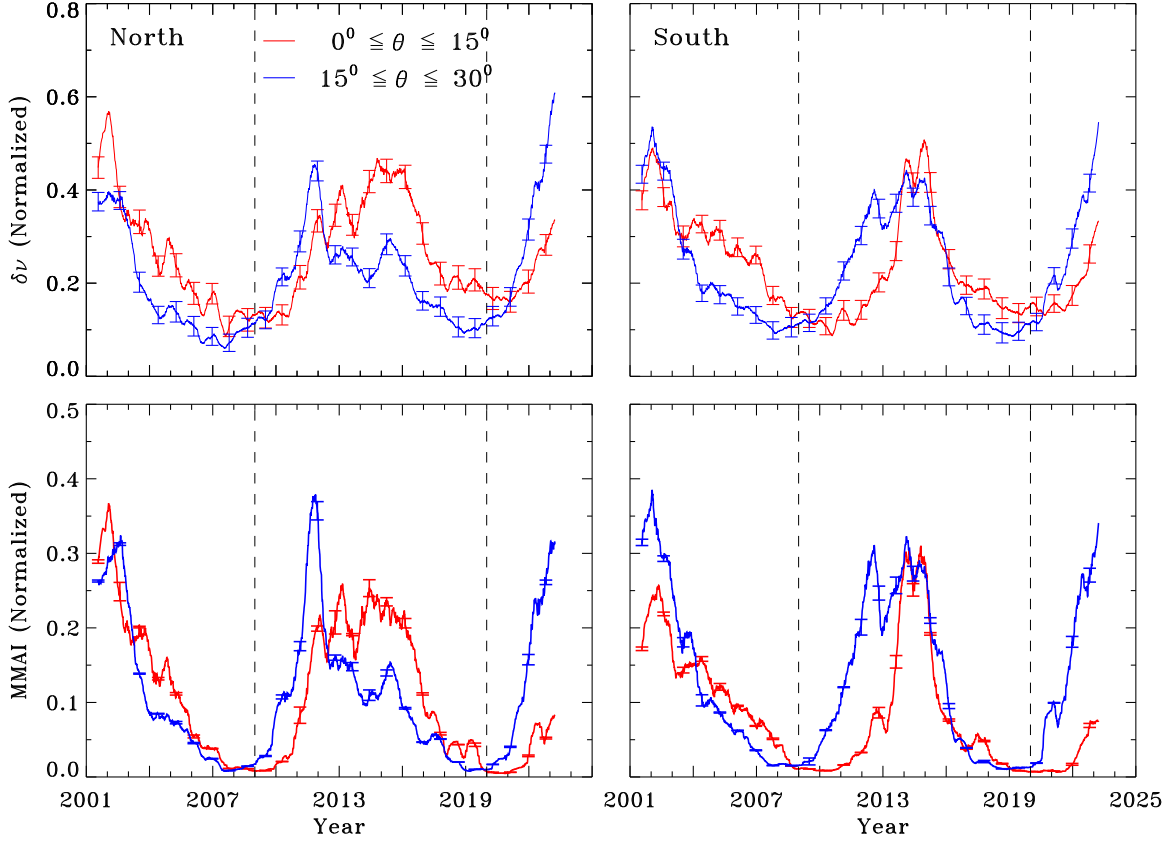 North
0⁰ ≦ θ ≦ 15⁰
15⁰ ≦ θ ≦ 30⁰
South
δν (Normalized)
0.8
0.6
0.4
0.2
0.0
MMAI (Normalized)
0.5
0.4
0.3
0.2
0.1
0.0
2001 2007 2013 2019
2001 2007 2013 2019 2025
Year
Year